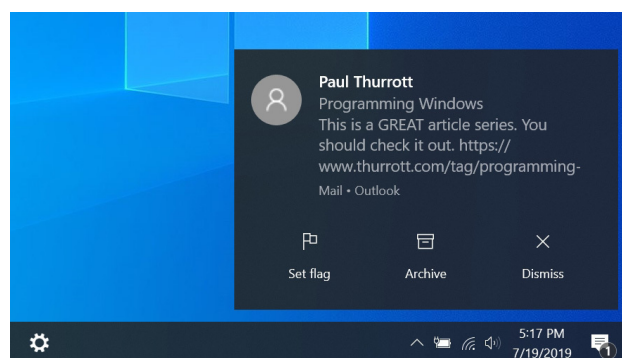 Paul Thurrott
Programming Windows
This is a GREAT article series. You
should check it out. https://
www.thurrott.com/tag/programming-
Mail • Outlook
Set flag
Archive
Dismiss
5:17 PM
7/19/2019
1